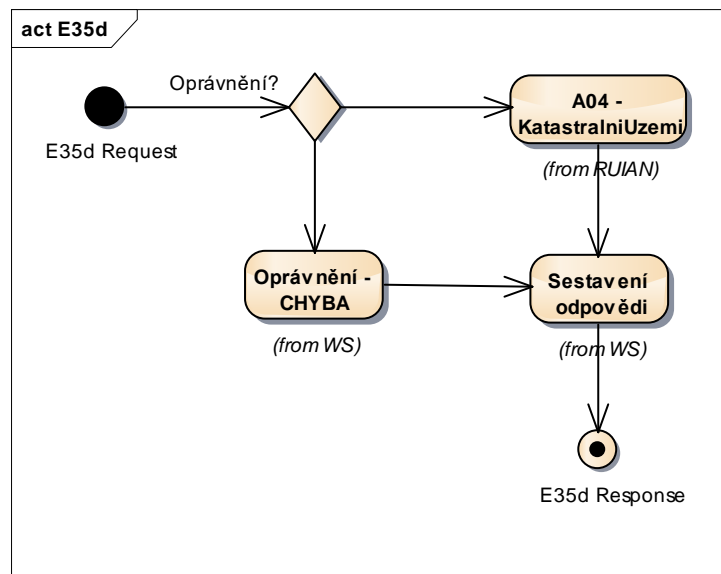 act E35d
Oprávnění?
E35d Request
A04 -
KatastralniUzemi
(from RUIAN)
Oprávnění -
CHYBA
(from WS)
Sestavení
odpovědi
(from WS)
E35d Response